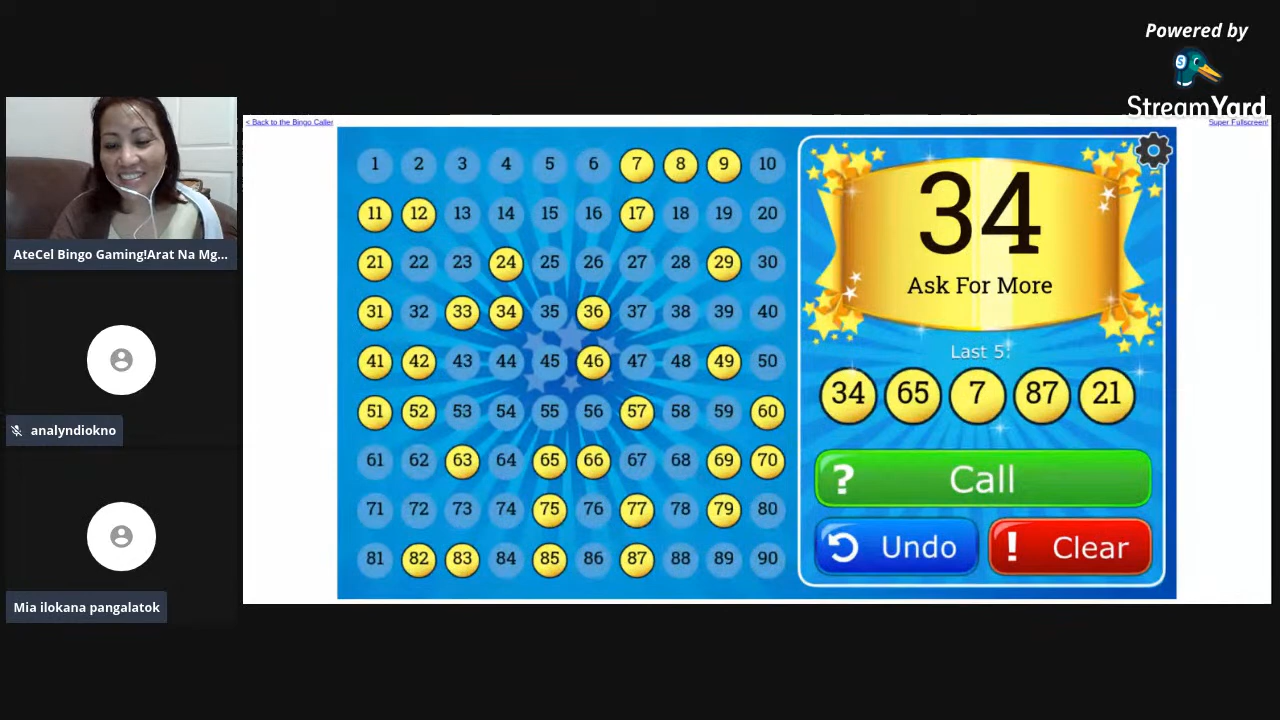 Powered by
StreamYard
< Back to the Bingo Caller
Super Fullscreen!
1 2 3 4 5 6 7 8 9 10
11 12 13 14 15 16 17 18 19 20
21 22 23 24 25 26 27 28 29 30
31 32 33 34 35 36 37 38 39 40
41 42 43 44 45 46 47 48 49 50
51 52 53 54 55 56 57 58 59 60
61 62 63 64 65 66 67 68 69 70
71 72 73 74 75 76 77 78 79 80
81 82 83 84 85 86 87 88 89 90
34
Ask For More
Last 5:
34 65 7 87 21
? Call
Undo
! Clear
AteCel Bingo Gaming!Arat Na Mg...
analyndiokno
Mia ilokana pangalatok